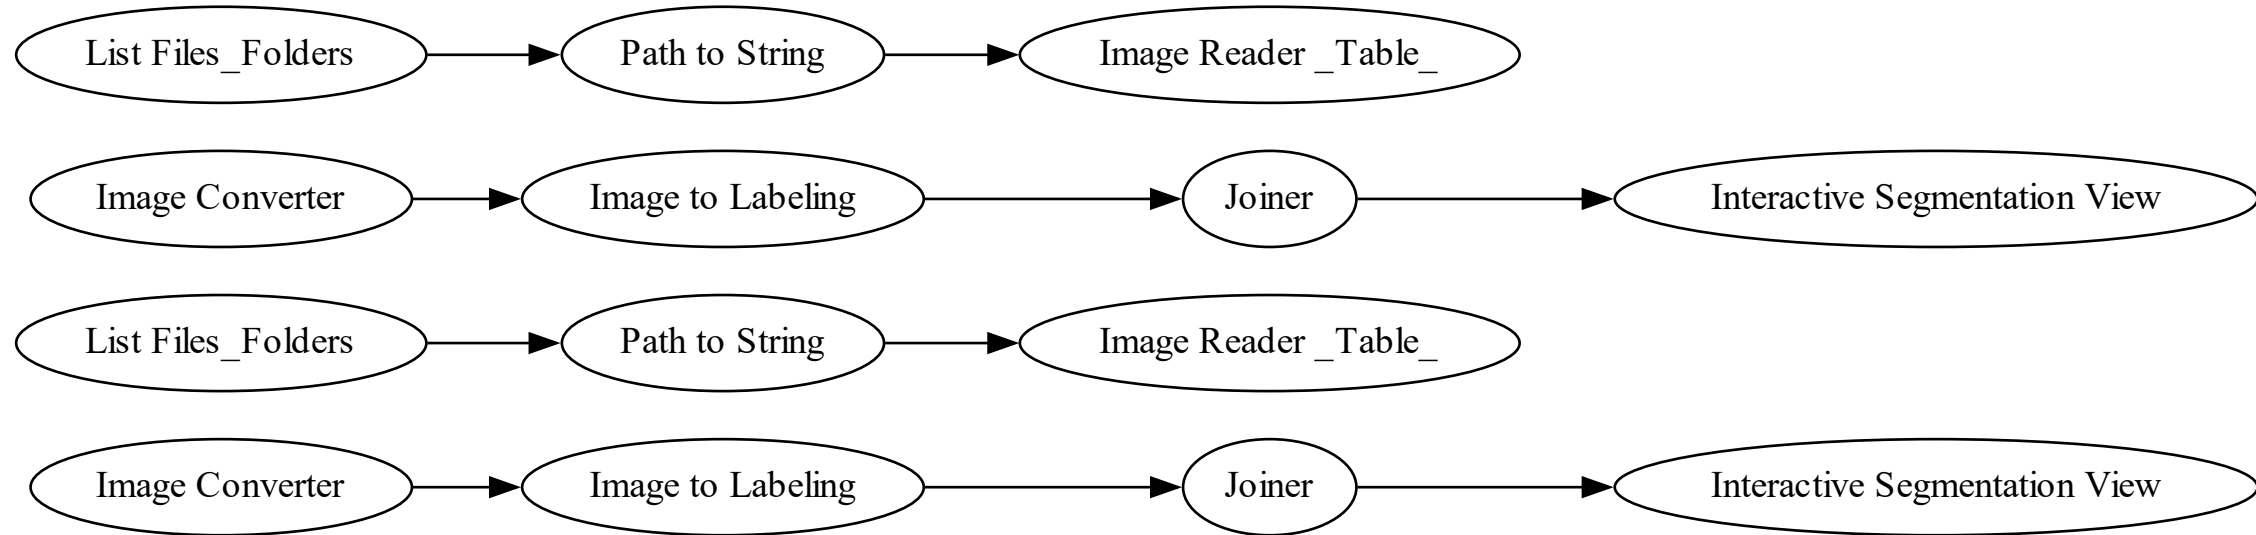 List Files_Folders
Path to String
Image Reader _Table_
Image Converter
Image to Labeling
Joiner
Interactive Segmentation View
List Files_Folders
Path to String
Image Reader _Table_
Image Converter
Image to Labeling
Joiner
Interactive Segmentation View